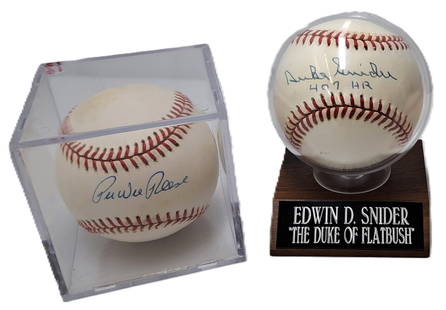 Pee Wee Reese
Duke Snider
407 HR
EDWIN D. SNIDER
"THE DUKE OF FLATBUSH"